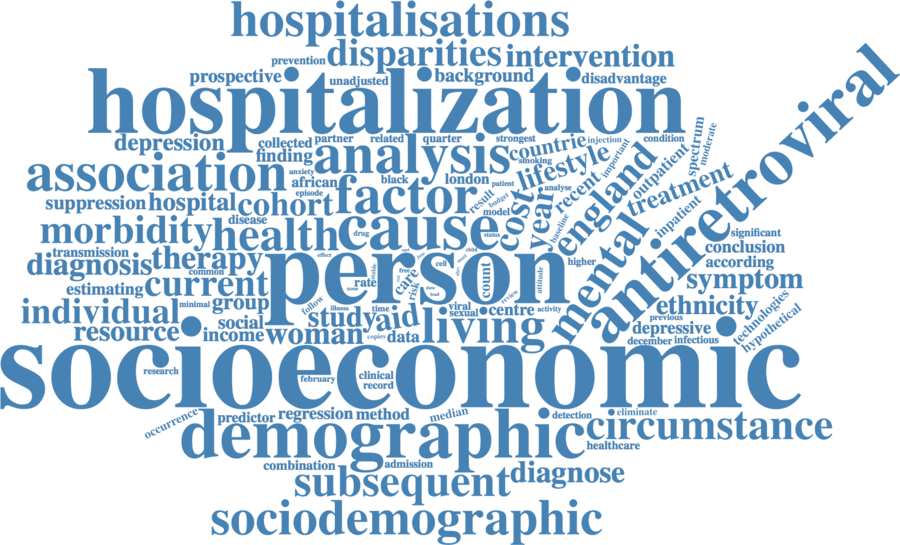 hospitalisations
prevention disparities intervention
prospective unadjusted background disadvantage
hospitalization
antiretroviral
depression collected partner related quarter strongest countrie injection condition spectrum
finding analysis smoking moderate
association anxiety african black london patient analyse lifestyle important outpatient
episode factor result budget recent england treatment
suppression hospital cohort model cost year baseline inpatient
morbidity disease health drug cause status mental significant
transmission therapy effect child conclusion
diagnosis common person cell higher according
estimating current rate free care risk count attitude symptom
individual minimal group follow illness time viral review centre activity ethnicity technologies
resource social study aid sexual living previous depressive hypothetical
income woman copies data december infectious
socioeconomic
research february clinical
record
occurrence predictor regression method median detection eliminate
demographic circumstance
healthcare
combination admission
subsequent diagnose
sociodemographic